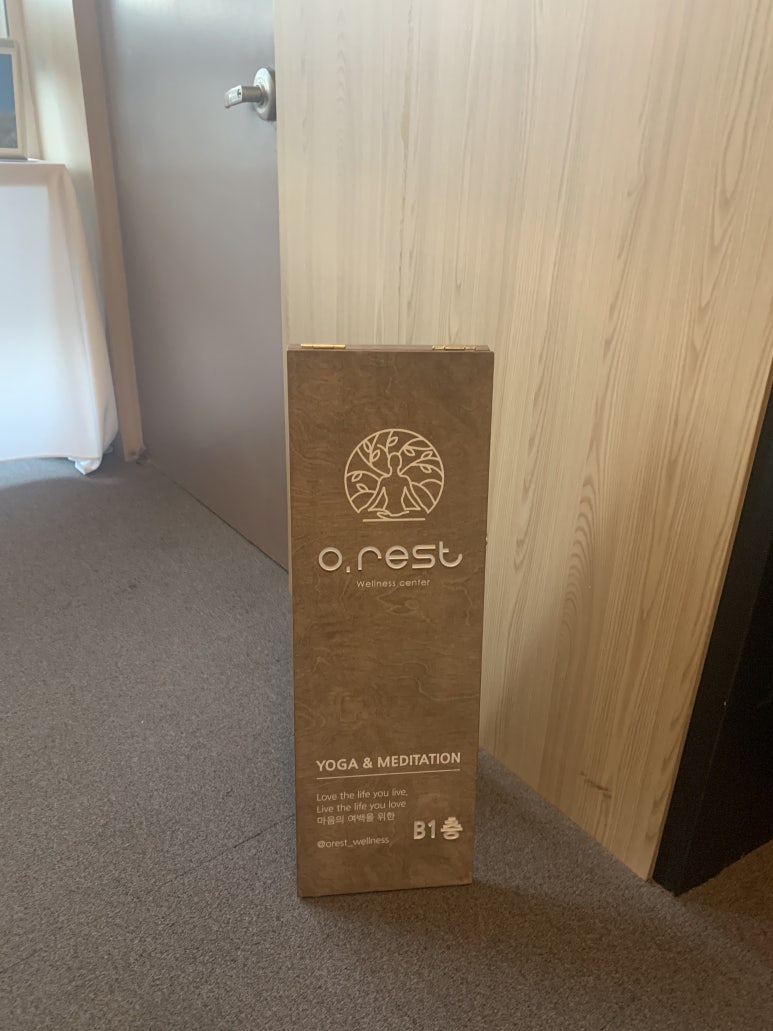 o,rest
Wellness center
YOGA & MEDITATION
Love the life you live,
Live the life you love
마음의 여백을 위한
B1층
@orest_wellness